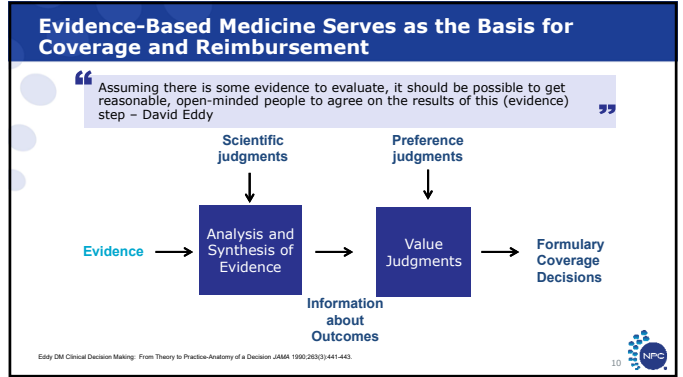 Evidence-Based Medicine Serves as the Basis for
Coverage and Reimbursement
“
Assuming there is some evidence to evaluate, it should be possible to get
reasonable, open-minded people to agree on the results of this (evidence)
step – David Eddy
”
Scientific
judgments
Preference
judgments
Evidence
Analysis and
Synthesis of
Evidence
Value
Judgments
Formulary
Coverage
Decisions
Information
about
Outcomes
Eddy DM Clinical Decision Making: From Theory to Practice-Anatomy of a Decision JAMA 1990;263(3):441-443.
10
NPC